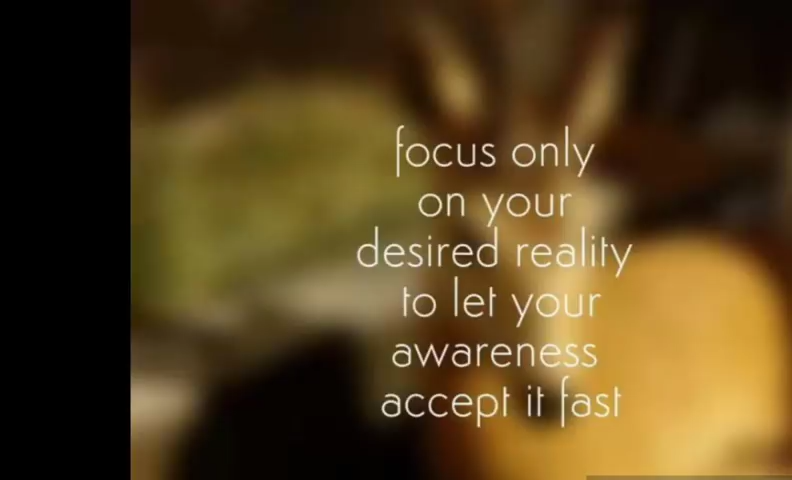 focus only
on your
desired reality
to let your
awareness
accept it fast